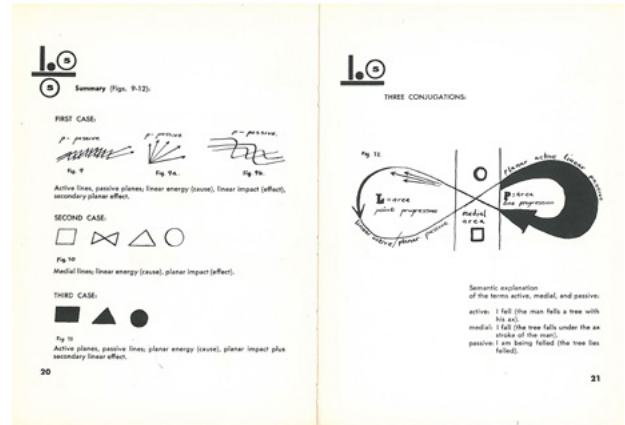 I.5
5
Summary (Figs. 9-12):
FIRST CASE:
p - passive
p - passive
p - passive.
Fig. 9
Fig. 9a.
Fig. 9b.
Active lines, passive planes; linear energy (cause), linear impact (effect),
secondary planar effect.
SECOND CASE:
Fig. 10
Medial lines; linear energy (cause), planar impact (effect).
THIRD CASE:
Fig. 11
Active planes, passive lines; planar energy (cause), planar impact plus
secondary linear effect.
20
I.5
THREE CONJUGATIONS:
Fig. 12
L=area
point progression
linear active/planar passive
medial
area
planar active linear passive
P=area
line progression
Semantic explanation
of the terms active, medial, and passive:
active: I fell (the man fells a tree with
his ax).
medial: I fall (the tree falls under the ax
stroke of the man).
passive: I am being felled (the tree lies
felled).
21